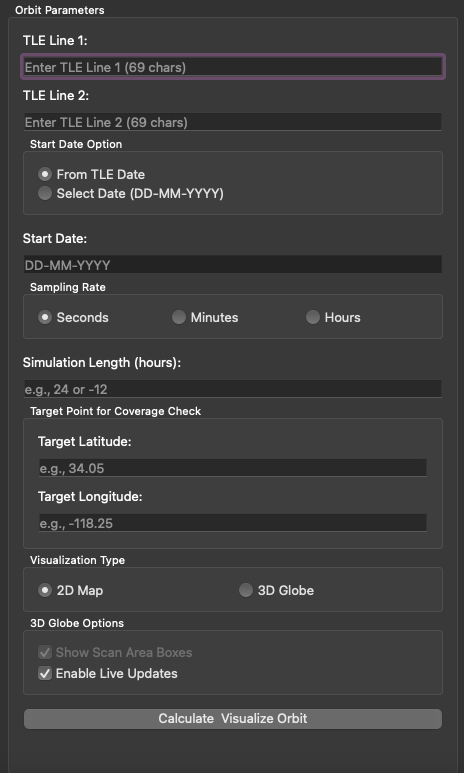 Orbit Parameters
TLE Line 1:
Enter TLE Line 1 (69 chars)
TLE Line 2:
Enter TLE Line 2 (69 chars)
Start Date Option
From TLE Date
Select Date (DD-MM-YYYY)
Start Date:
DD-MM-YYYY
Sampling Rate
Seconds Minutes Hours
Simulation Length (hours):
e.g., 24 or -12
Target Point for Coverage Check
Target Latitude:
e.g., 34.05
Target Longitude:
e.g., -118.25
Visualization Type
2D Map 3D Globe
3D Globe Options
Show Scan Area Boxes
Enable Live Updates
Calculate  Visualize Orbit